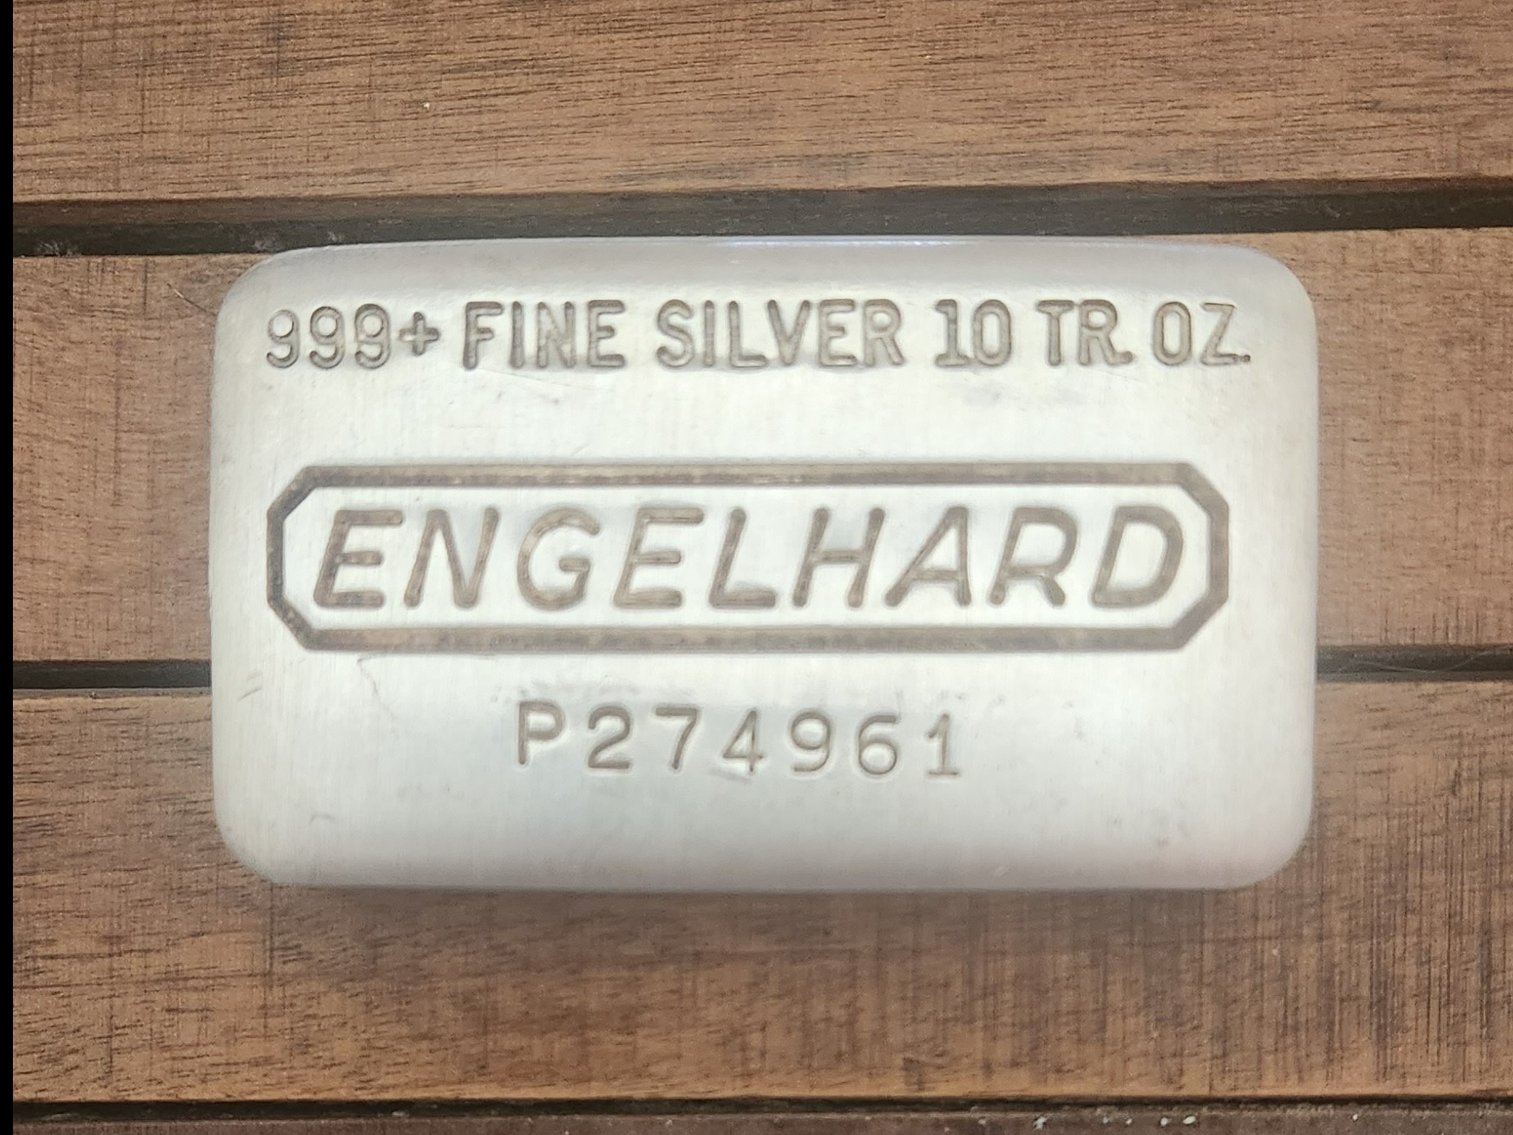 999+ FINE SILVER 10 TR. OZ.
ENGELHARD
P274961